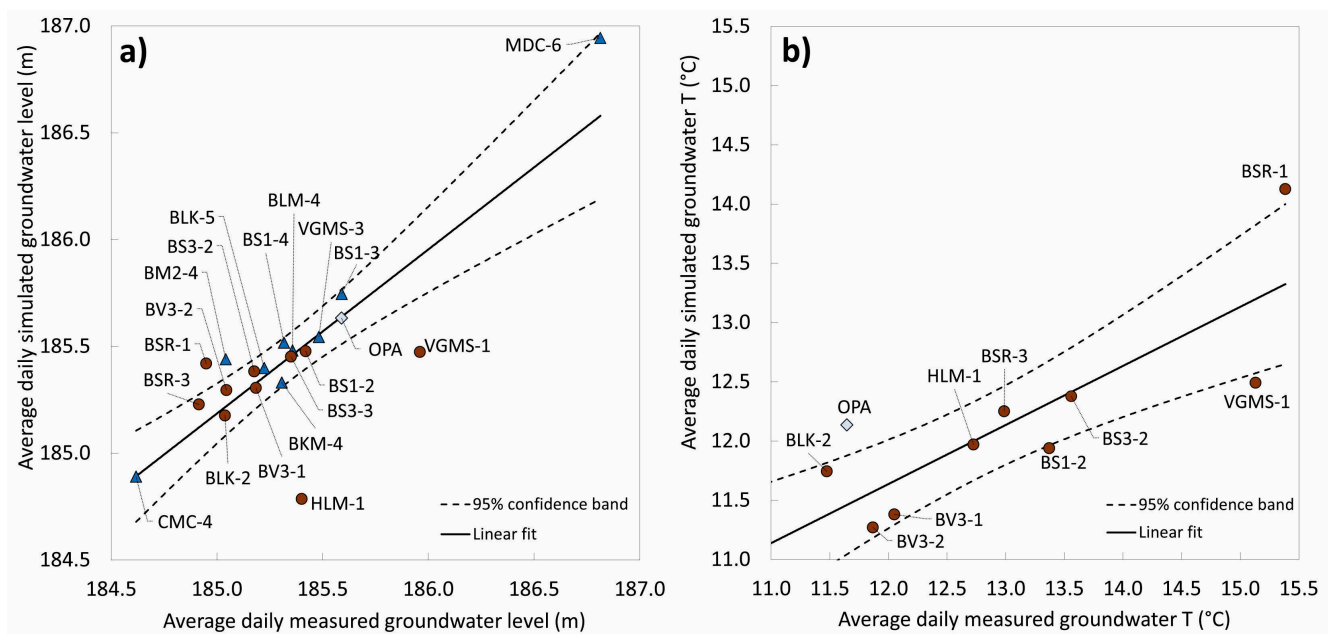 a)
Average daily simulated groundwater level (m)
187.0
186.5
186.0
185.5
185.0
184.5
MDC-6
BLM-4
BLK-5
VGMS-3
BS3-2
BS1-4
BS1-3
BM2-4
BV3-2
BSR-1
OPA
VGMS-1
BSR-3
BS1-2
BS3-3
BKM-4
BLK-2
BV3-1
HLM-1
CMC-4
95% confidence band
Linear fit
184.5 185.0 185.5 186.0 186.5 187.0
Average daily measured groundwater level (m)
b)
Average daily simulated groundwater T (°C)
15.5
15.0
14.5
14.0
13.5
13.0
12.5
12.0
11.5
11.0
BSR-1
BSR-3
HLM-1
OPA
VGMS-1
BLK-2
BS3-2
BS1-2
BV3-1
BV3-2
95% confidence band
Linear fit
11.0 11.5 12.0 12.5 13.0 13.5 14.0 14.5 15.0 15.5
Average daily measured groundwater T (°C)